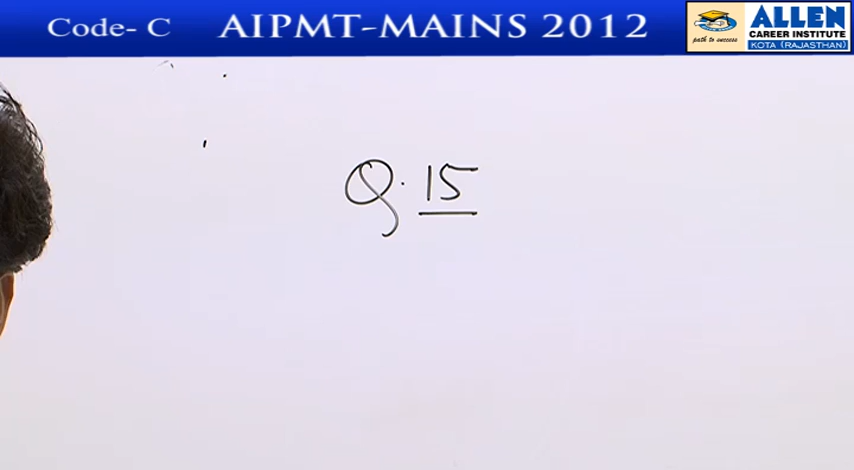 Code- C AIPMT-MAINS 2012
ALLEN
CAREER INSTITUTE
KOTA (RAJASTHAN)
path to success
Q. 15